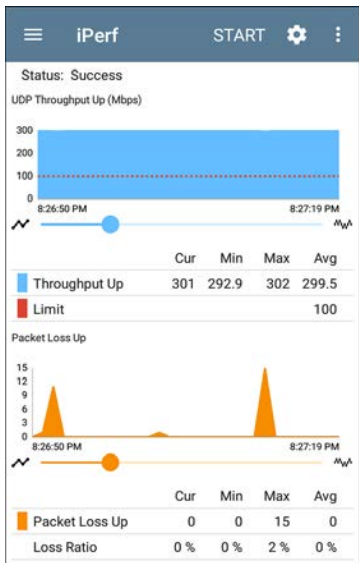 iPerf START
Status: Success
UDP Throughput Up (Mbps)
300
200
100
0
8:26:50 PM 8:27:19 PM
Cur Min Max Avg
Throughput Up 301 292.9 302 299.5
Limit 100
Packet Loss Up
15
12
9
6
3
0
8:26:50 PM 8:27:19 PM
Cur Min Max Avg
Packet Loss Up 0 0 15 0
Loss Ratio 0 % 0 % 2 % 0 %